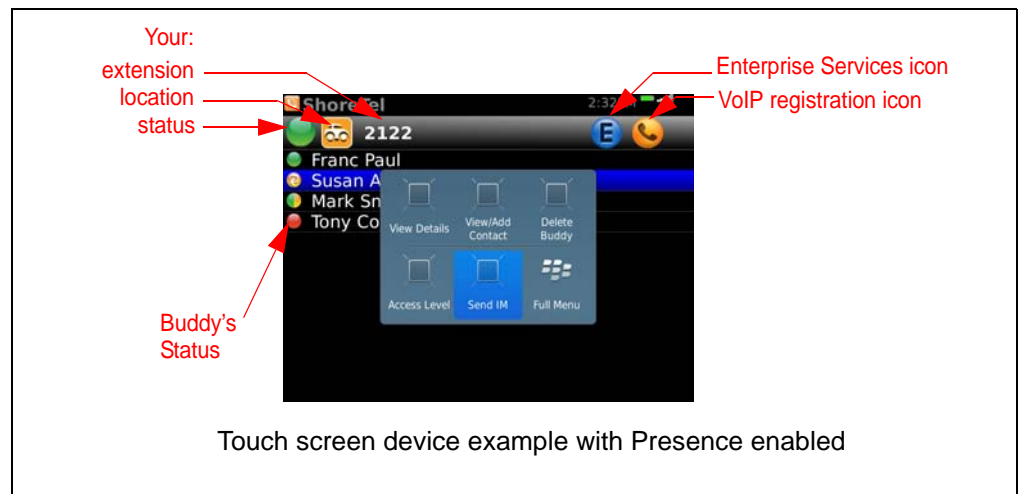 Your:
extension
location
status
Enterprise Services icon
VoIP registration icon
ShoreTel
2122
E
Franc Paul
Susan A
Mark Sn
Tony Co
View Details
View/Add
Contact
Delete
Buddy
Access Level
Send IM
Full Menu
Buddy's
Status
Touch screen device example with Presence enabled